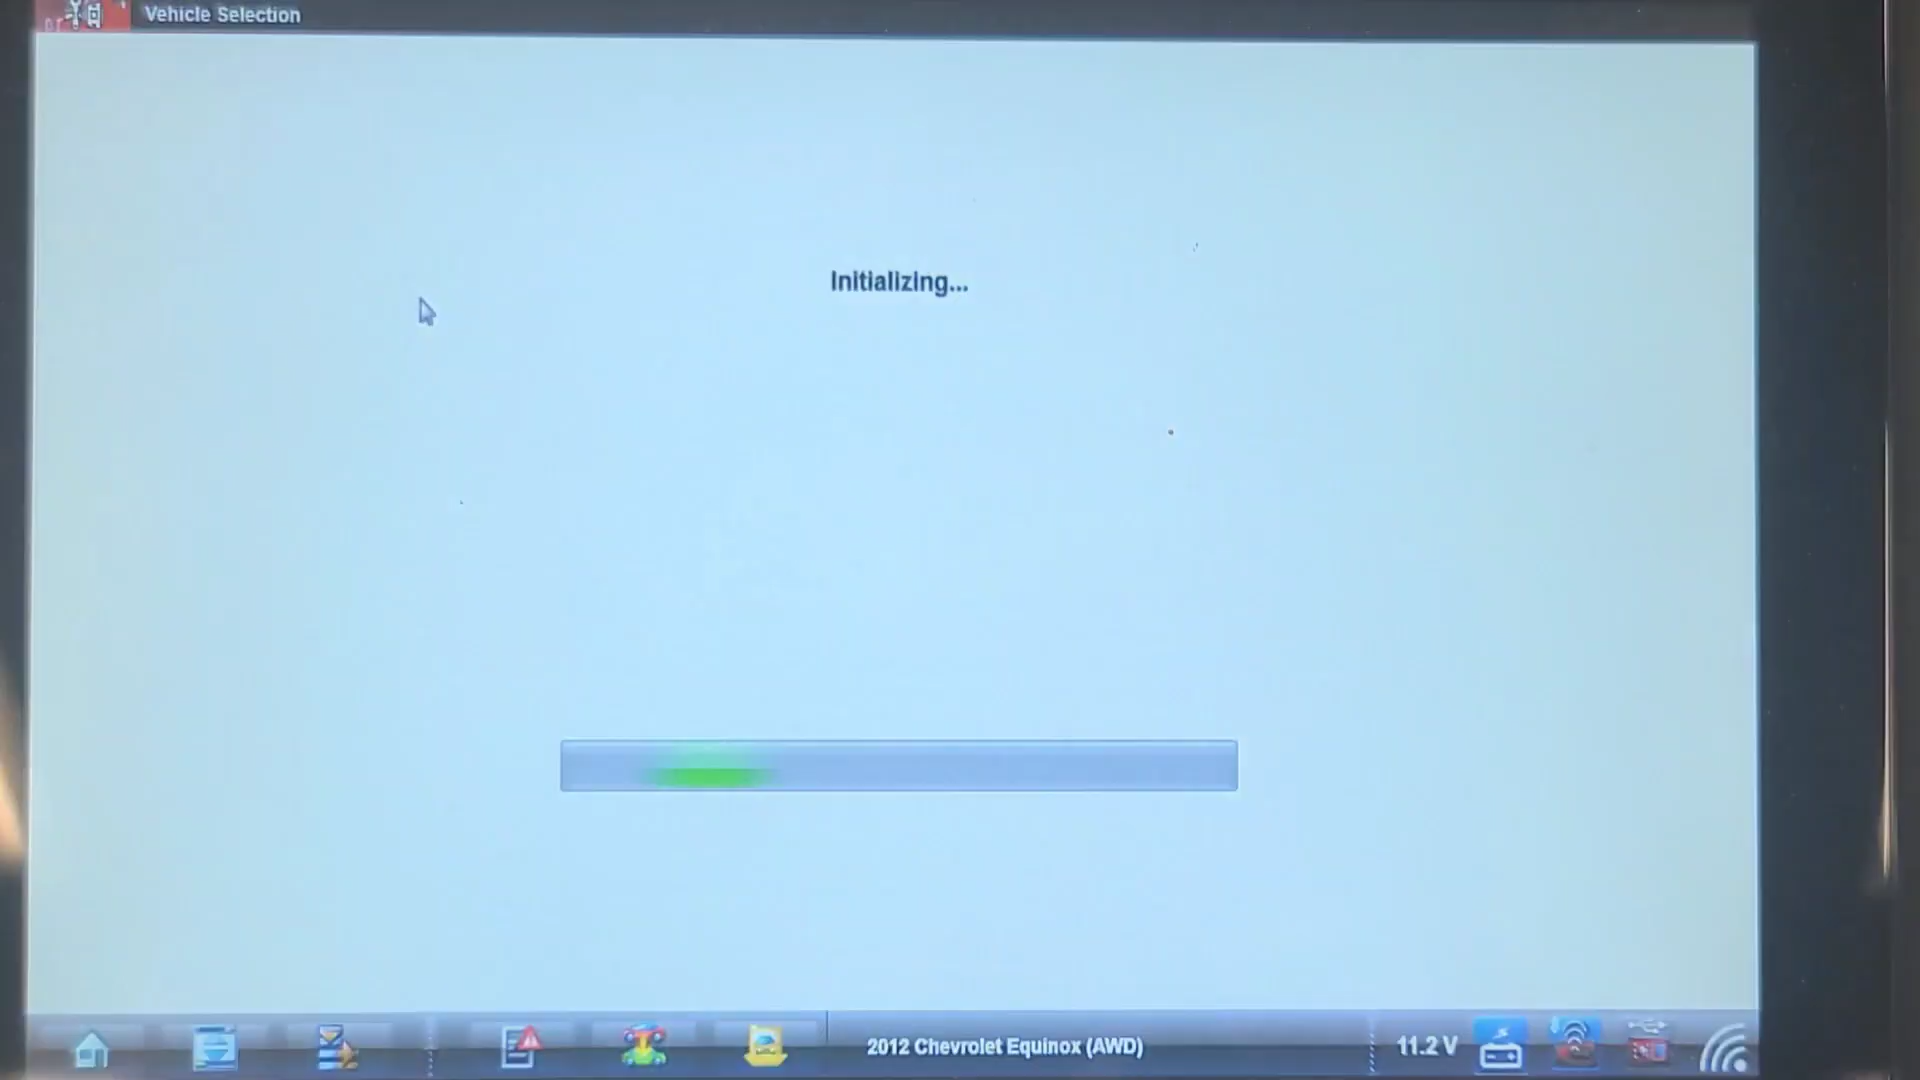 Vehicle Selection
Initializing...
2012 Chevrolet Equinox (AWD)
11.2 V